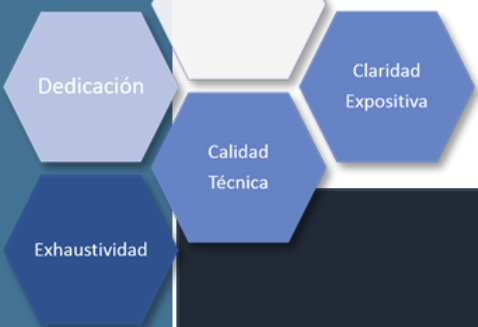 Dedicación
Claridad
Expositiva
Calidad
Técnica
Exhaustividad